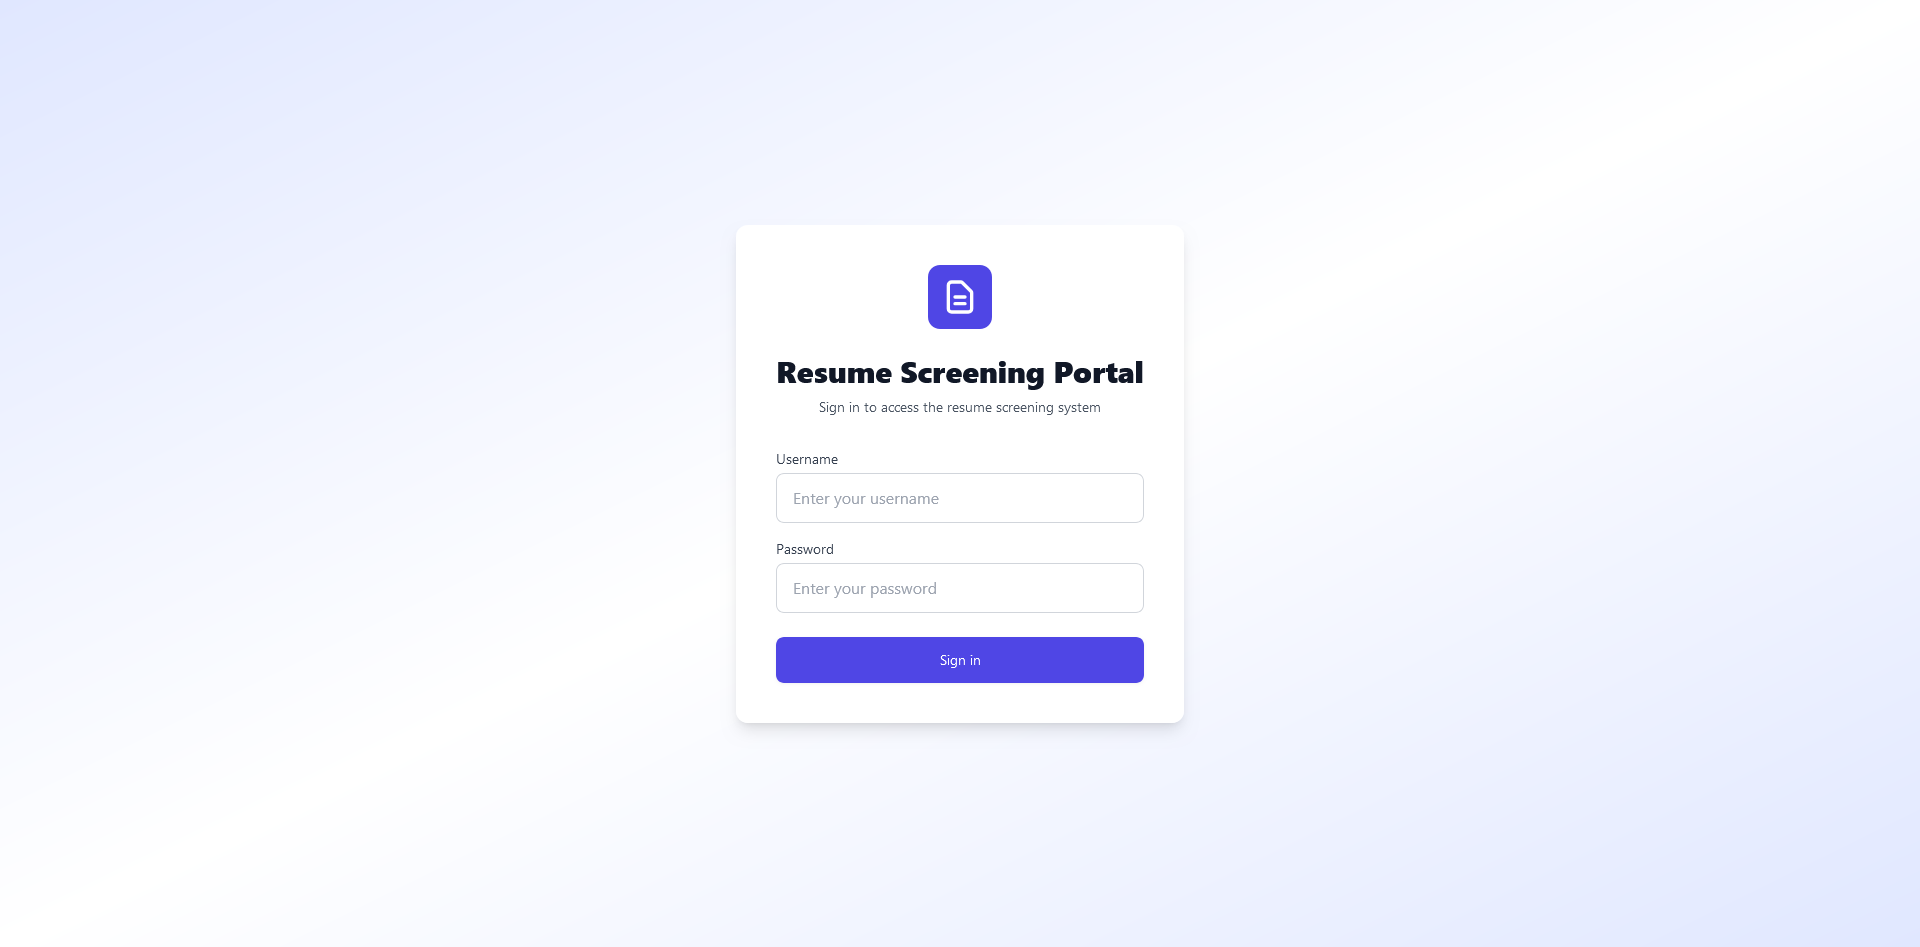 Resume Screening Portal
Sign in to access the resume screening system
Username
Enter your username
Password
Enter your password
Sign in